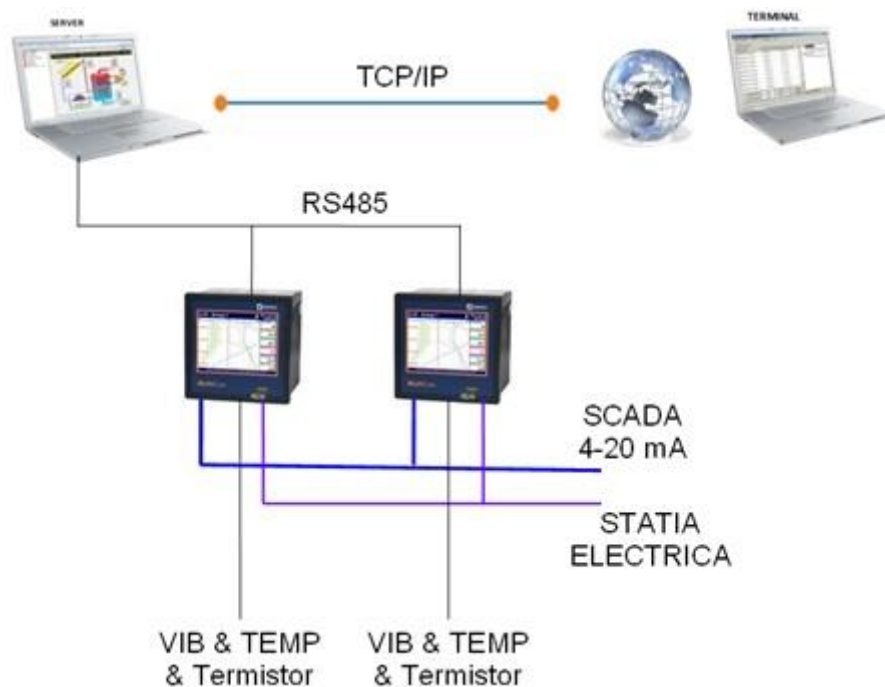 SERVER
TERMINAL
TCP/IP
RS485
SCADA
4-20 mA
STATIA
ELECTRICA
VIB & TEMP
& Termistor
VIB & TEMP
& Termistor